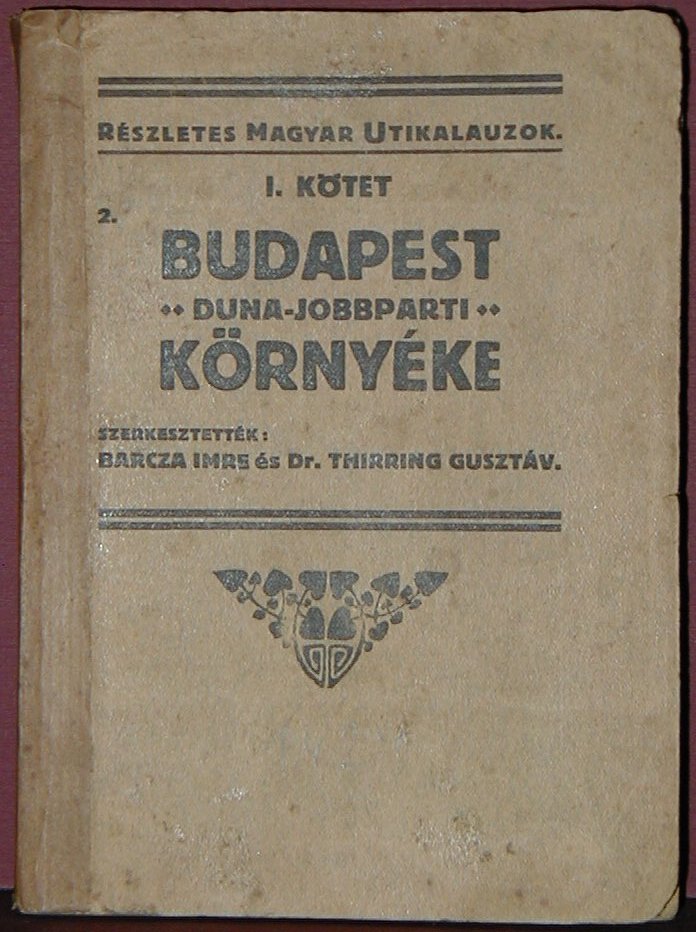 RÉSZLETES MAGYAR UTIKALAUZOK.
I. KÖTET
2.
BUDAPEST
DUNA-JOBBPARTI
KÖRNYÉKE
SZERKESZTETTÉK:
BARCZA IMRE és Dr. THIRRING GUSZTÁV.